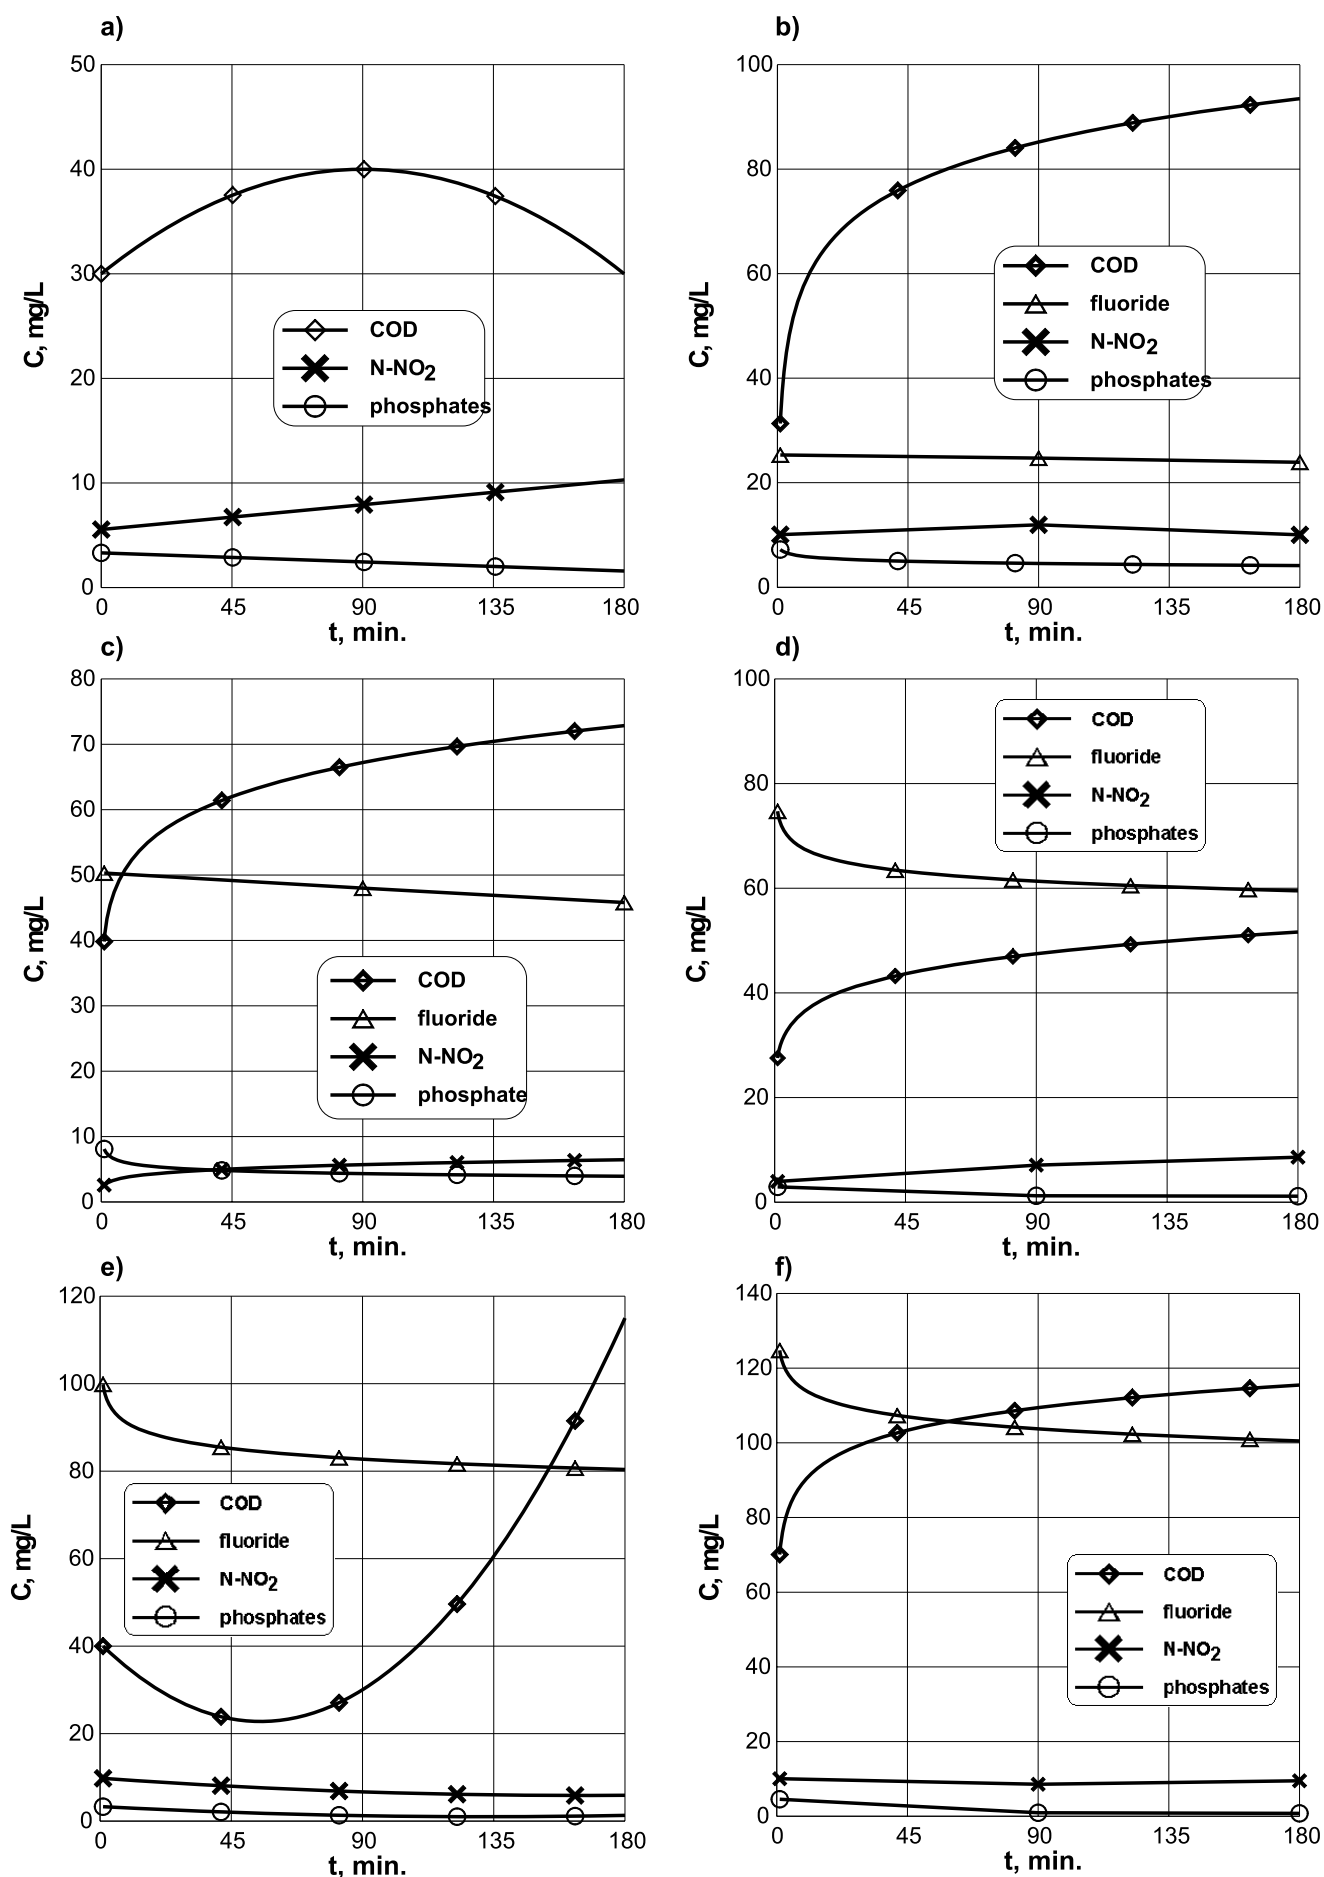 a)
50
40
30
20
10
0
C, mg/L
COD
N-NO2
phosphates
0 45 90 135 180
t, min.
b)
100
80
60
40
20
0
C, mg/L
COD
fluoride
N-NO2
phosphates
0 45 90 135 180
t, min.
c)
80
70
60
50
40
30
20
10
0
C, mg/L
COD
fluoride
N-NO2
phosphate
0 45 90 135 180
t, min.
d)
100
80
60
40
20
0
C, mg/L
COD
fluoride
N-NO2
phosphates
0 45 90 135 180
t, min.
e)
120
100
80
60
40
20
0
C, mg/L
COD
fluoride
N-NO2
phosphates
0 45 90 135 180
t, min.
f)
140
120
100
80
60
40
20
0
C, mg/L
COD
fluoride
N-NO2
phosphates
0 45 90 135 180
t, min.